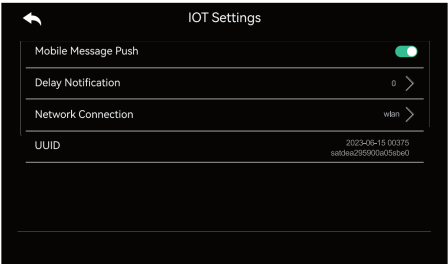 IOT Settings
Mobile Message Push
Delay Notification 0
Network Connection wlan
UUID 2023-06-15 00375
satdea295900a05sbe0